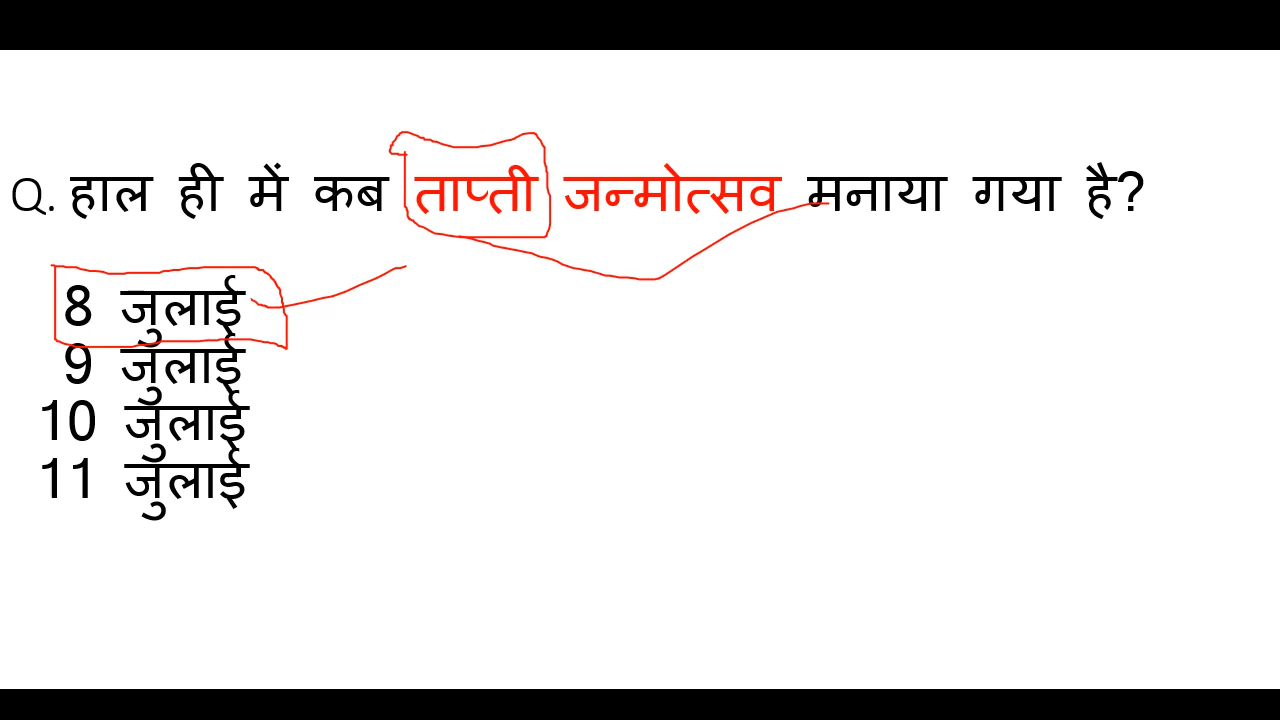 Q. हाल ही में कब ताप्ती जन्मोत्सव मनाया गया है?
8 जुलाई
9 जुलाई
10 जुलाई
11 जुलाई